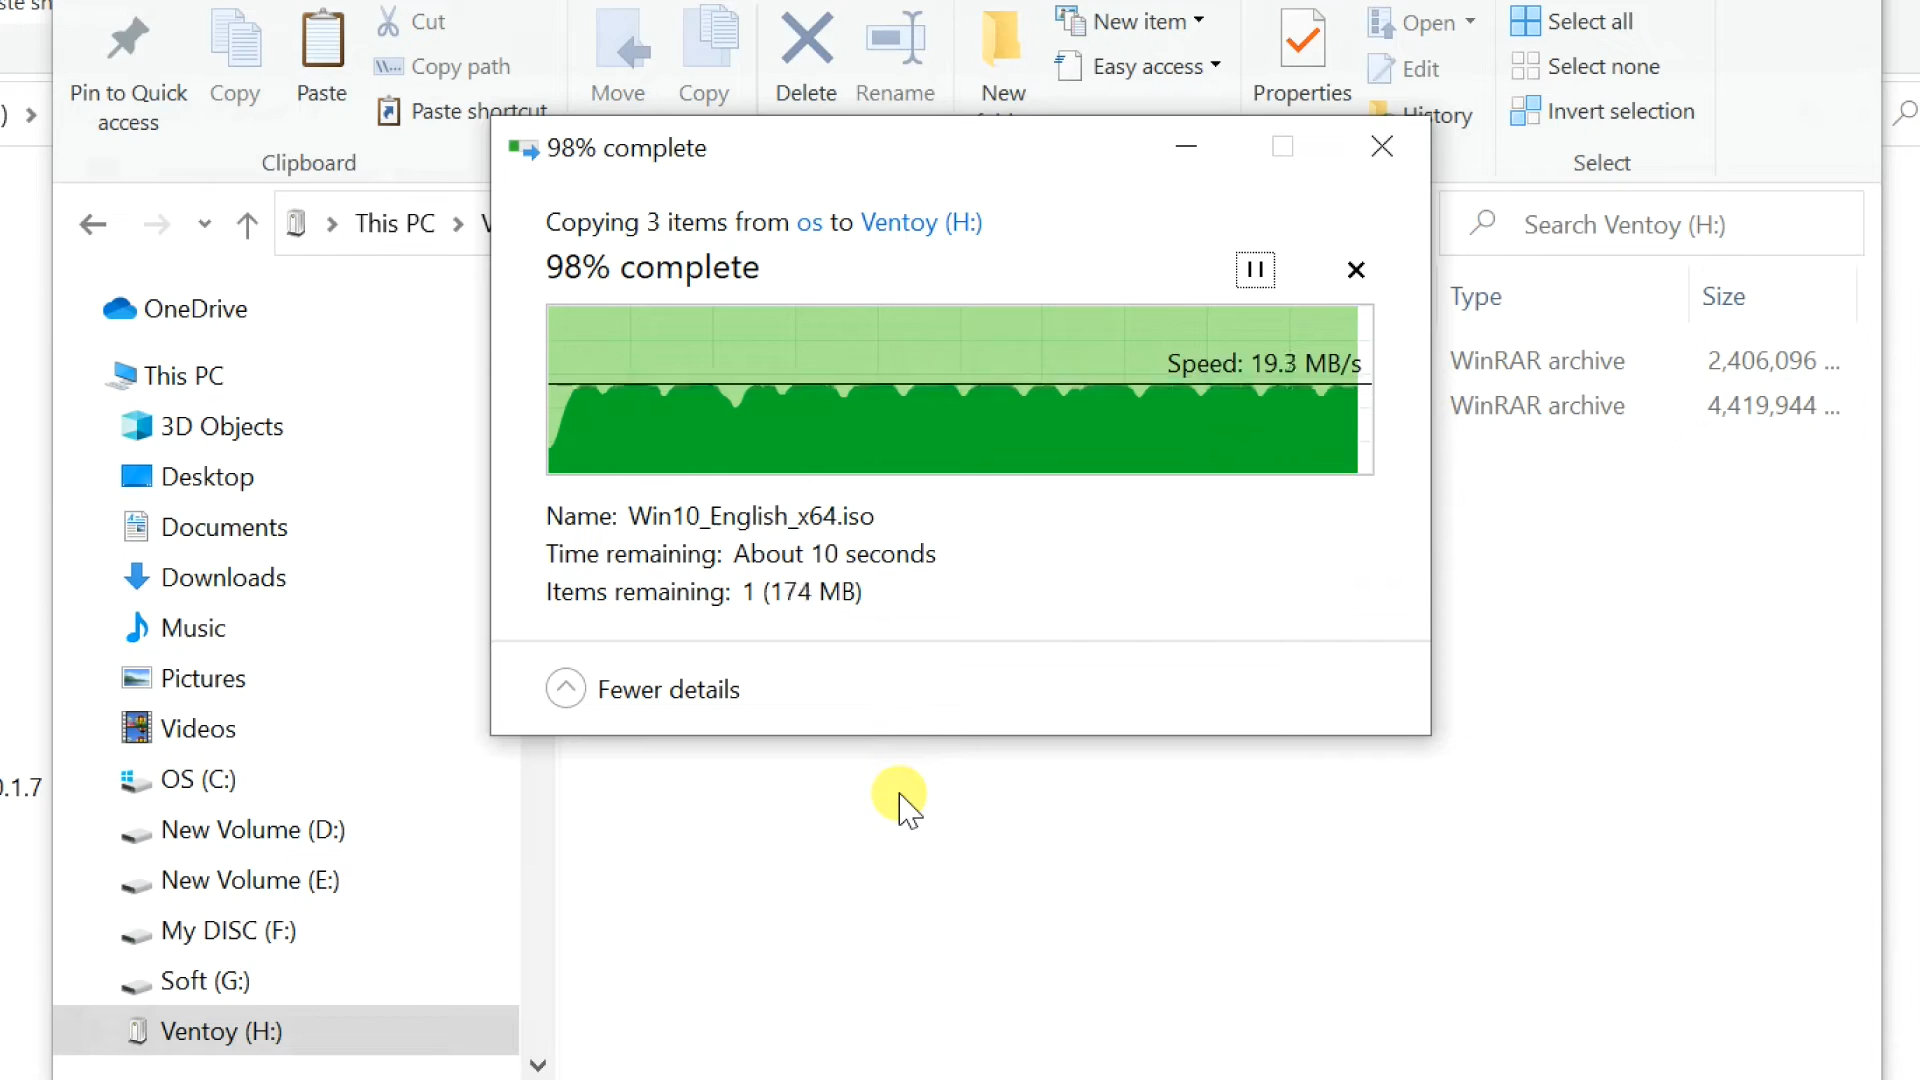 Cut
New item
Open
Select all
Copy path
Easy access
Edit
Select none
Pin to Quick
access
Copy
Paste
Paste shortcut
Move
Copy
Delete
Rename
New
Properties
History
Invert selection
Clipboard
Select
98% complete
This PC
Search Ventoy (H:)
Copying 3 items from os to Ventoy (H:)
98% complete
Type
Size
Speed: 19.3 MB/s
WinRAR archive
2,406,096 ...
WinRAR archive
4,419,944 ...
Name: Win10_English_x64.iso
Time remaining: About 10 seconds
Items remaining: 1 (174 MB)
Fewer details
OneDrive
This PC
3D Objects
Desktop
Documents
Downloads
Music
Pictures
Videos
OS (C:)
0.1.7
New Volume (D:)
New Volume (E:)
My DISC (F:)
Soft (G:)
Ventoy (H:)